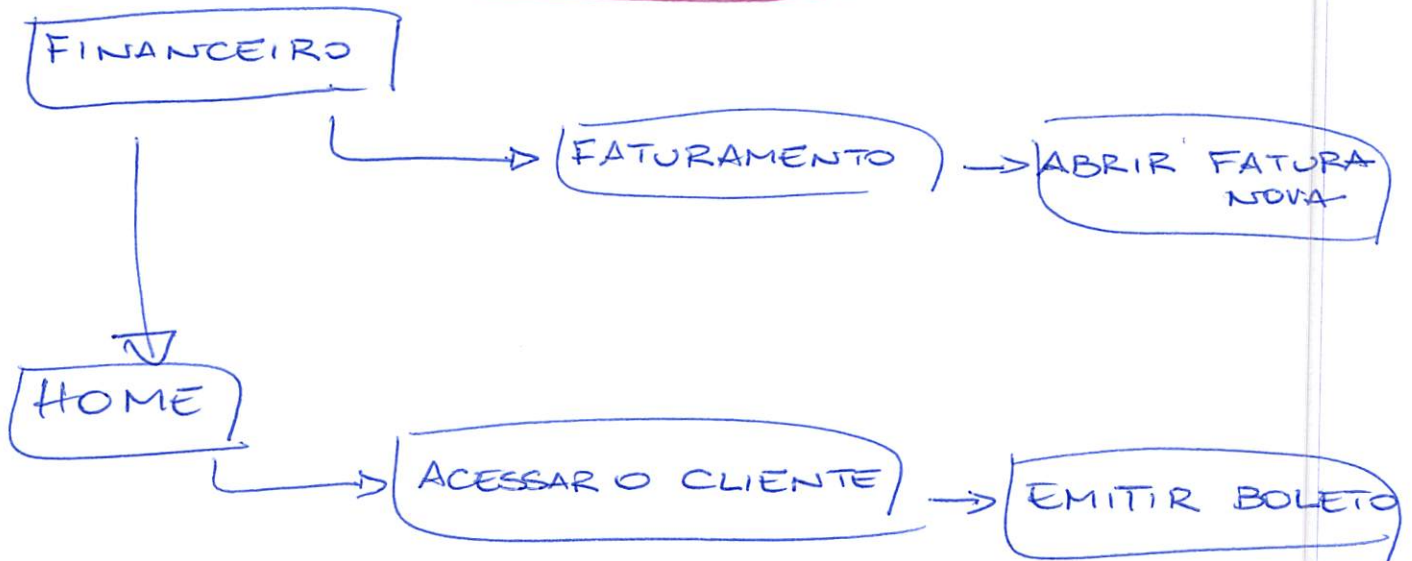 FINANCEIRO
FATURAMENTO
ABRIR FATURA
NOVA
HOME
ACESSAR O CLIENTE
EMITIR BOLETO